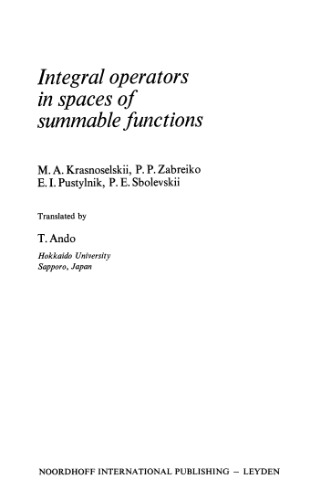 Integral operators
in spaces of
summable functions
M. A. Krasnoselskii, P. P. Zabreiko
E. I. Pustylnik, P. E. Sbolevskii
Translated by
T. Ando
Hokkaido University
Sapporo, Japan
NOORDHOFF INTERNATIONAL PUBLISHING – LEYDEN